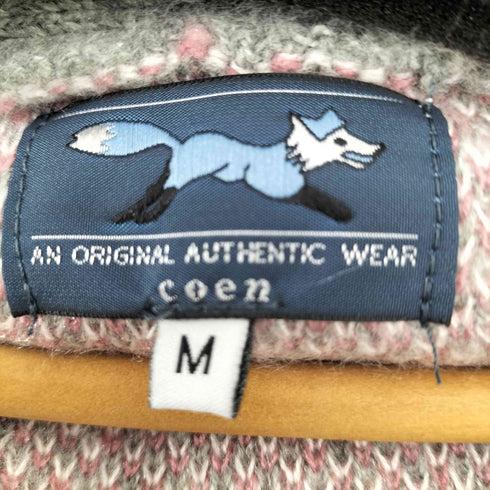 AN ORIGINAL AUTHENTIC WEAR
coen
M